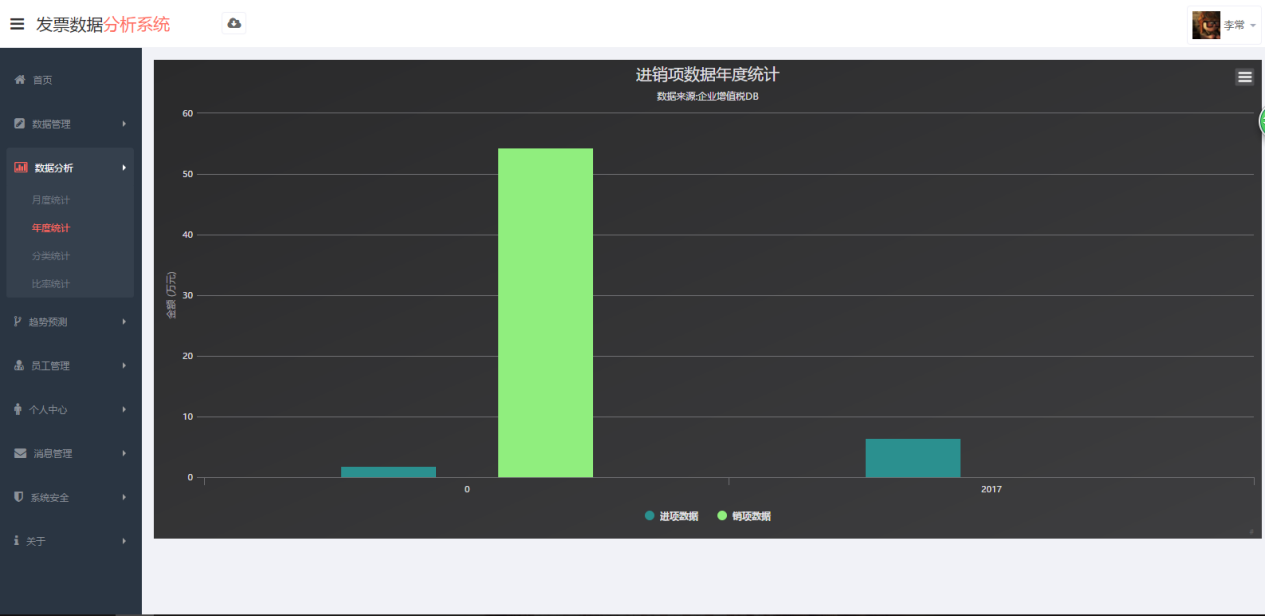 发票数据分析系统
李常
首页
数据管理
数据分析
月度统计
年度统计
分类统计
比率统计
趋势预测
员工管理
个人中心
消息管理
系统安全
关于
进销项数据年度统计
数据来源:企业增值税DB
金额 (万元)
60
50
40
30
20
10
0
0
2017
进项数据
销项数据